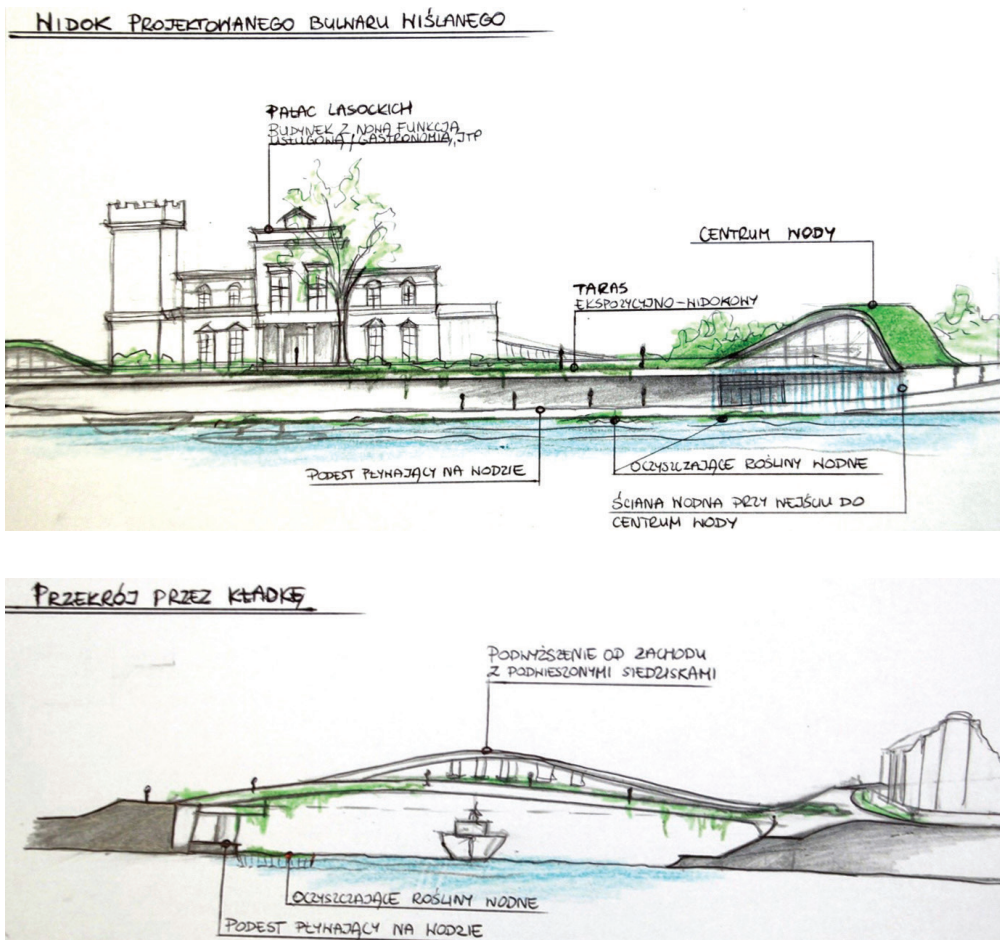 WIDOK PROJEKTOWANEGO BULWARU WIŚLANEGO
PAŁAC LASOCKICH
BUDYNEK Z NOWĄ FUNKCJĄ
USŁUGOWĄ / GASTRONOMIA, ITP
CENTRUM WODY
TARAS
EKSPOZYCYJNO-WIDOKOWY
PODEST PŁYWAJĄCY NA WODZIE
OCZYSZCZAJĄCE ROŚLINY WODNE
ŚCIANA WODNA PRZY WEJŚCIU DO
CENTRUM WODY
PRZEKRÓJ PRZEZ KŁADKĘ
PODWYŻSZENIE OD ZACHODU
Z PODWIESZONYMI SIEDZISKAMI
OCZYSZCZAJĄCE ROŚLINY WODNE
PODEST PŁYWAJĄCY NA WODZIE